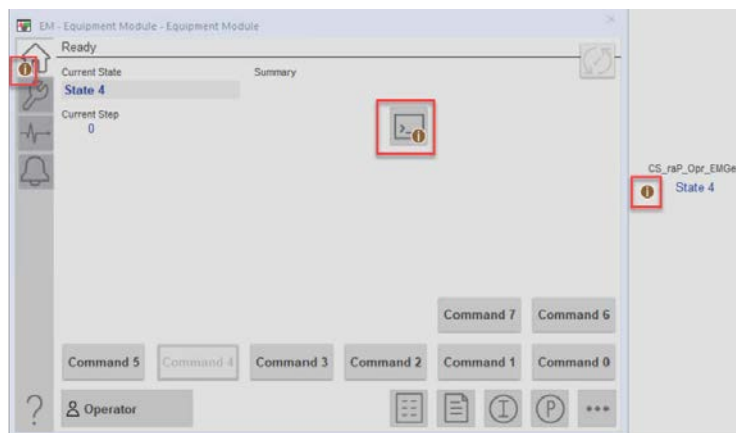 EM - Equipment Module - Equipment Module
Ready
Current State
Summary
State 4
Current Step
0
CS_raP_Opr_EMGe
State 4
Command 7
Command 6
Command 5
Command 4
Command 3
Command 2
Command 1
Command 0
? Operator
I
P